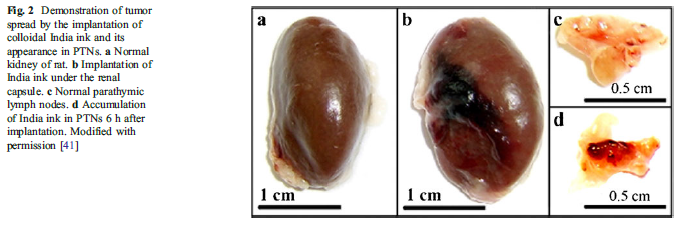 Fig. 2 Demonstration of tumor
spread by the implantation of
colloidal India ink and its
appearance in PTNs. a Normal
kidney of rat. b Implantation of
India ink under the renal
capsule. c Normal parathymic
lymph nodes. d Accumulation
of India ink in PTNs 6 h after
implantation. Modified with
permission [41]
a
1 cm
b
1 cm
c
0.5 cm
d
0.5 cm